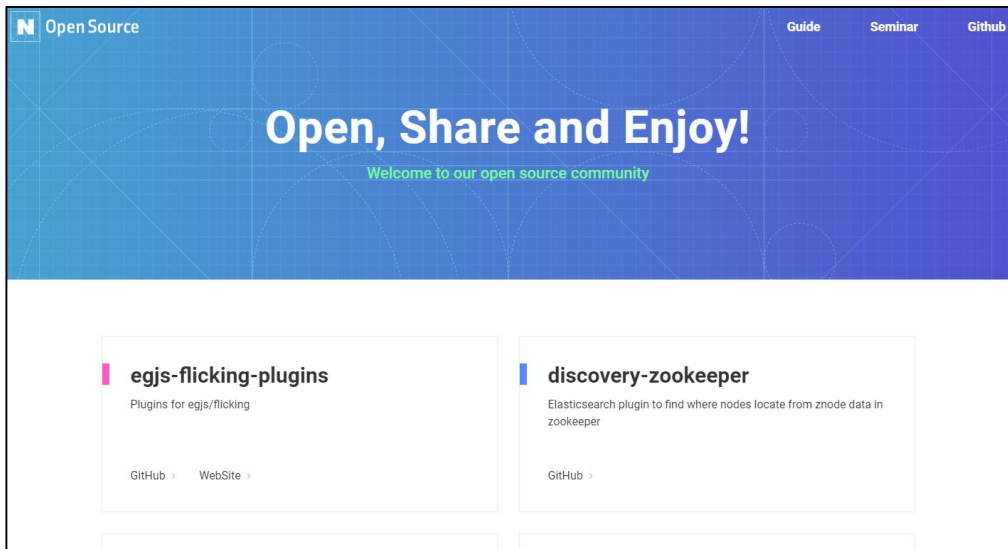 N Open Source
Guide Seminar Github
Open, Share and Enjoy!
Welcome to our open source community
egjs-flicking-plugins
Plugins for egjs/flicking
GitHub > WebSite >
discovery-zookeeper
Elasticsearch plugin to find where nodes locate from znode data in
zookeeper
GitHub >